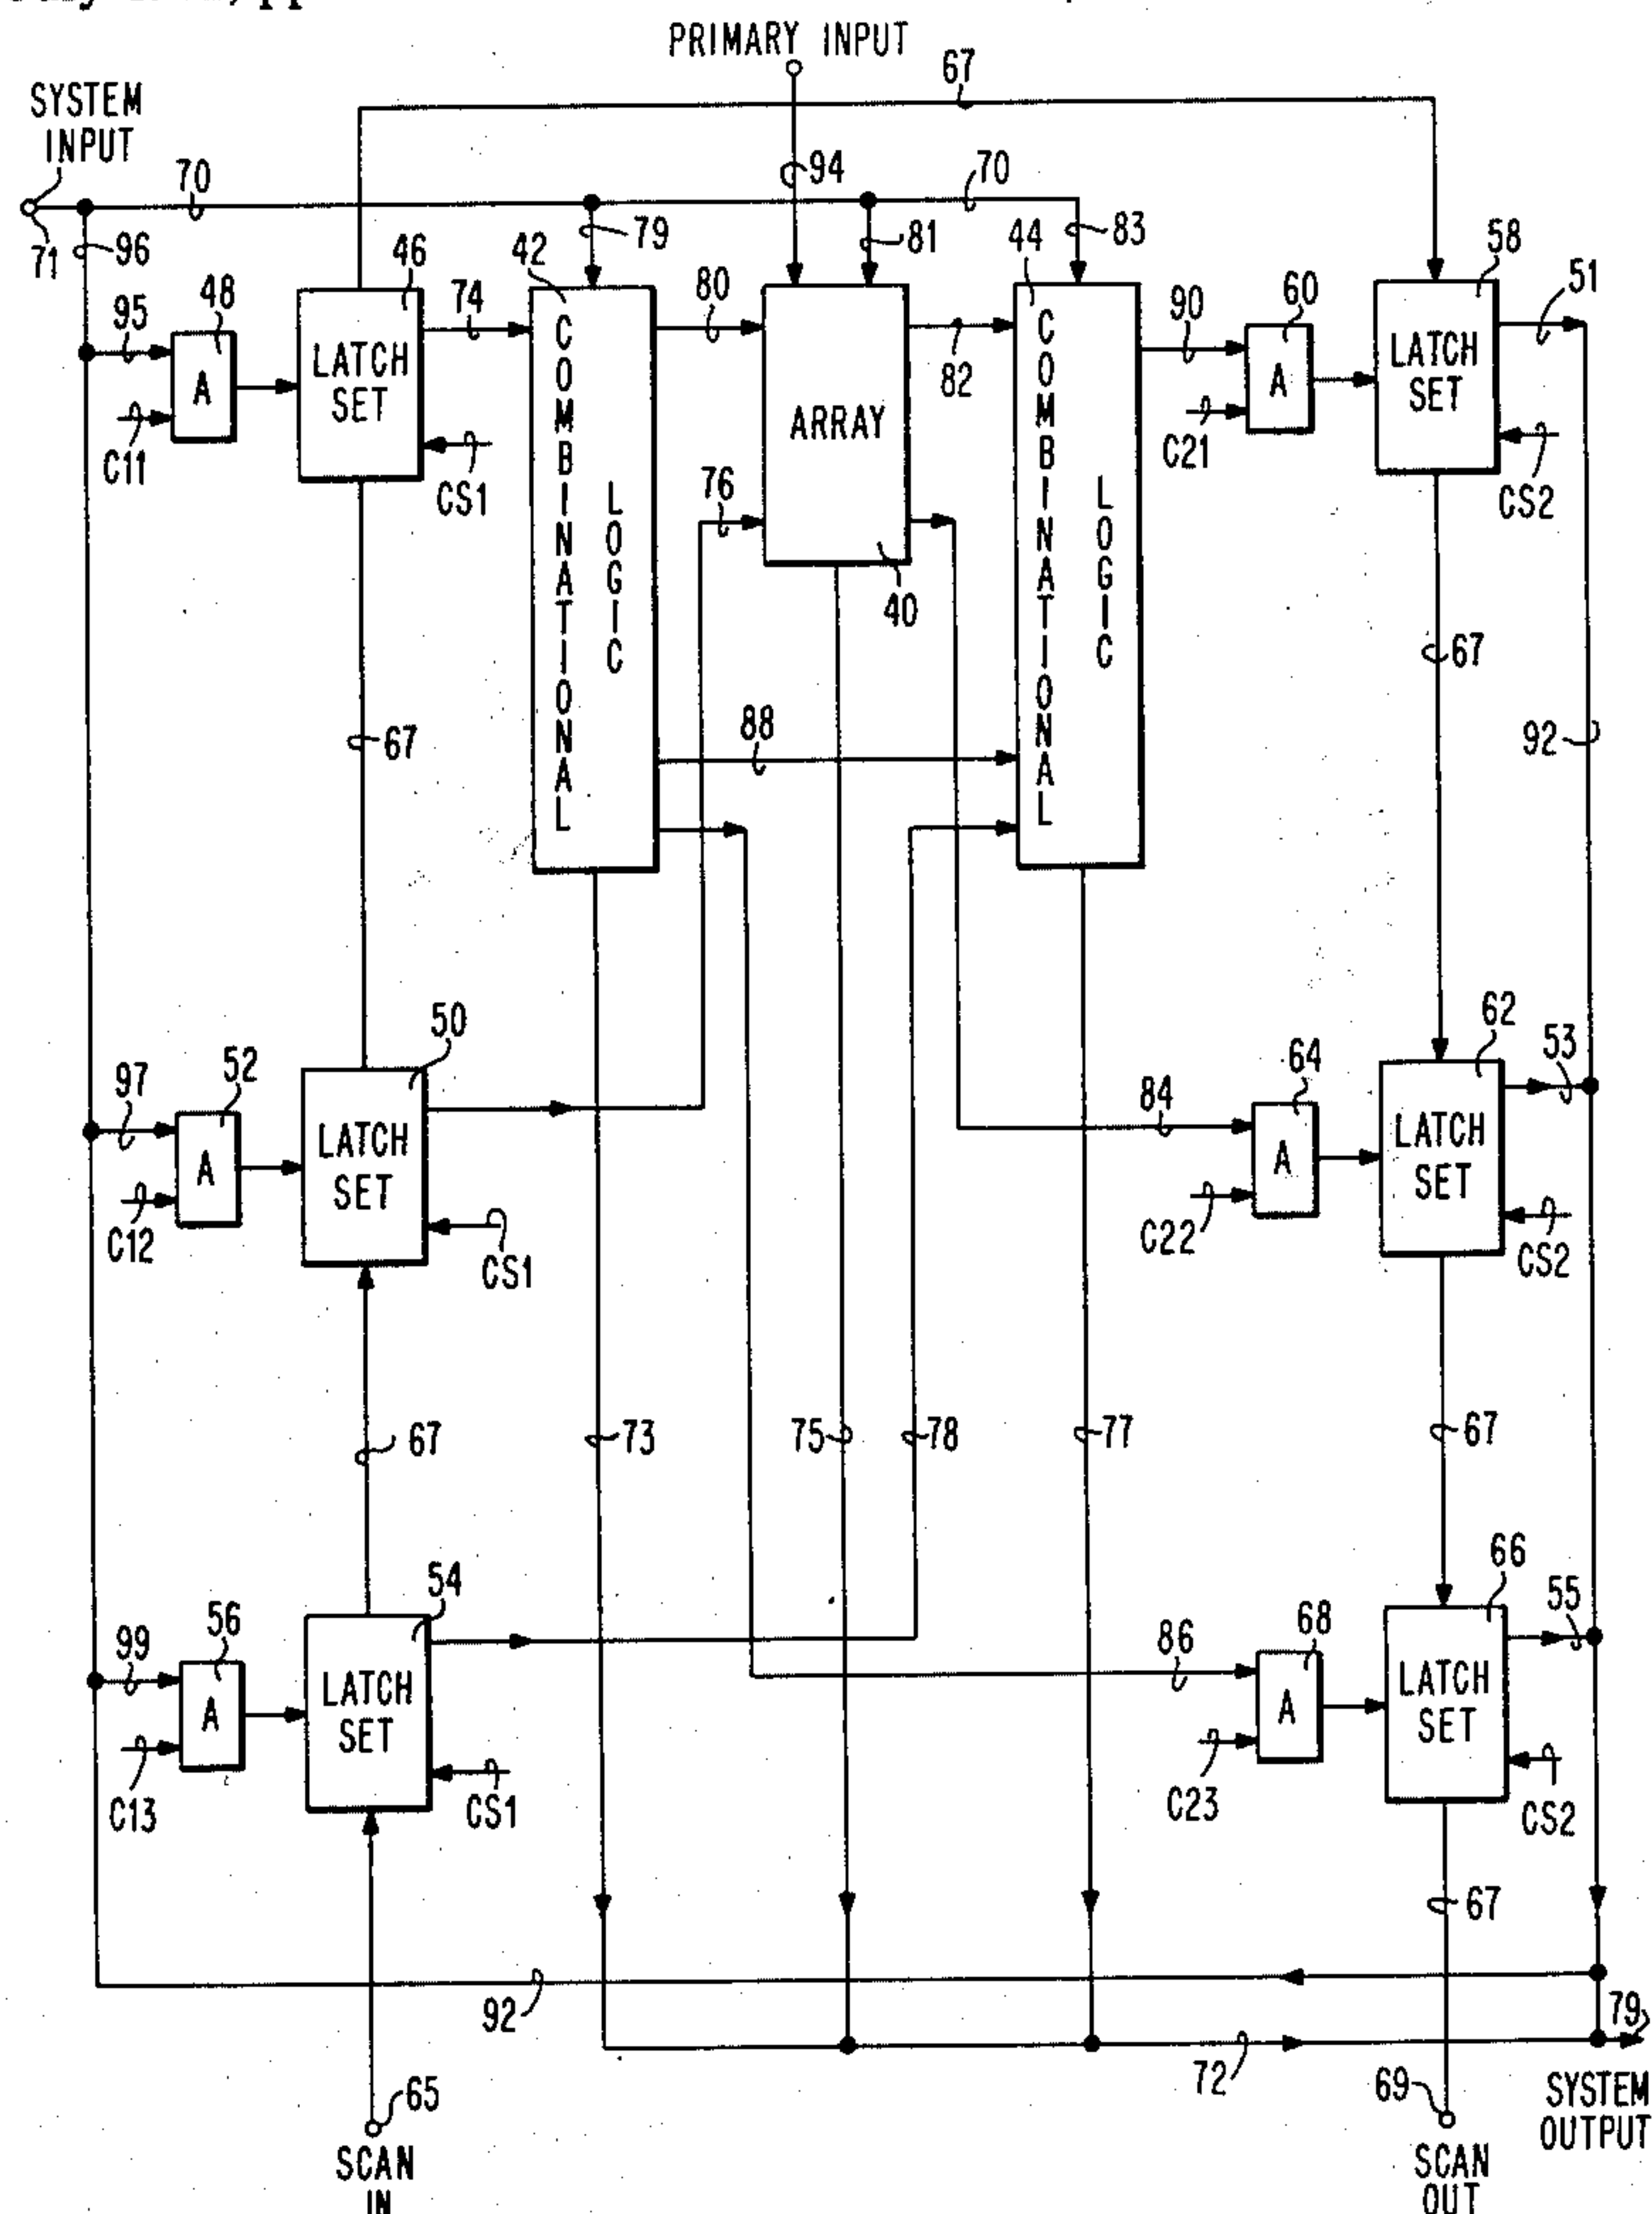 PRIMARY INPUT
67
SYSTEM
INPUT
70
94
70
71
96
79
81
83
42
44
46
58
51
95
48
74
80
82
90
60
LATCH
SET
A
C11
CS1
COMBINATIONAL
LOGIC
ARRAY
76
40
COMBINATIONAL
LOGIC
A
C21
LATCH
SET
CS2
67
67
88
92
50
62
53
97
52
64
84
A
LATCH
SET
C12
CS1
A
C22
LATCH
SET
CS2
67
73
75
78
77
67
54
66
55
99
56
86
68
A
LATCH
SET
C13
CS1
A
C23
LATCH
SET
CS2
67
92
79
72
65
69
SYSTEM
OUTPUT
SCAN
IN
SCAN
OUT